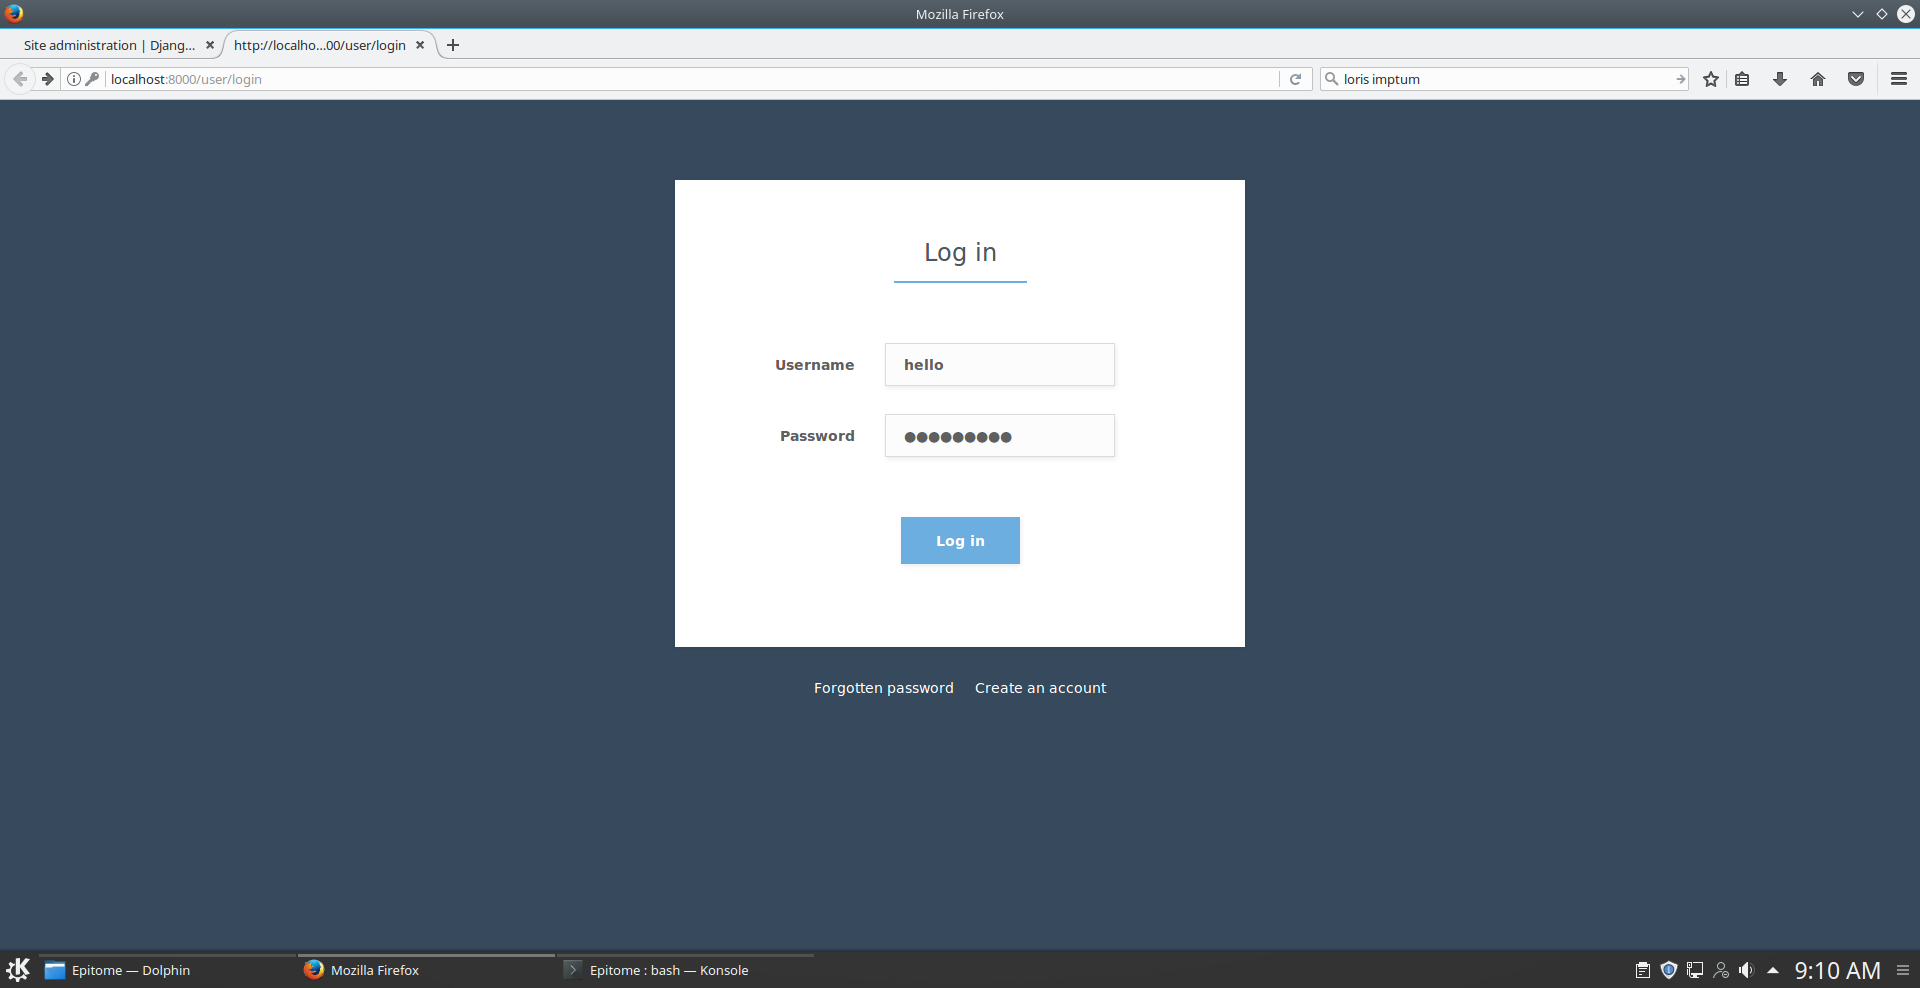 Mozilla Firefox
Site administration | Djang... http://localho...00/user/login
localhost:8000/user/login loris imptum
Log in
Username hello
Password ●●●●●●●●●
Log in
Forgotten password Create an account
Epitome — Dolphin Mozilla Firefox Epitome : bash — Konsole 9:10 AM